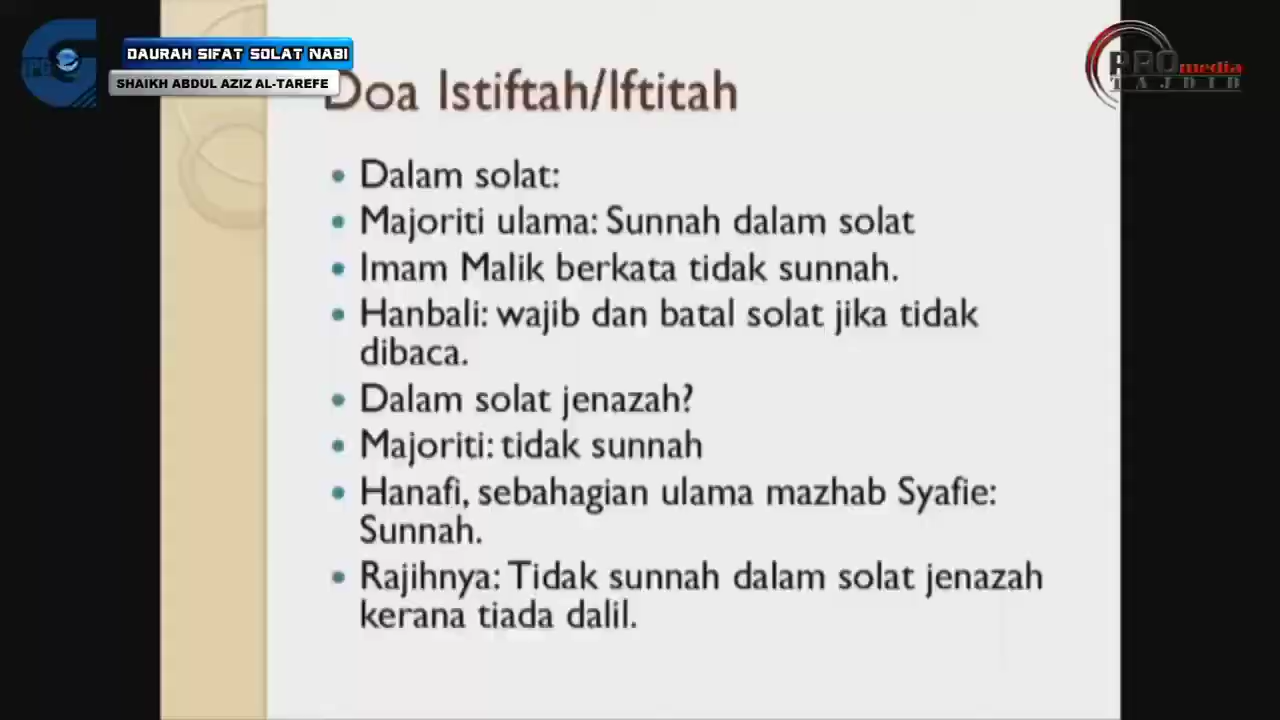 DAURAH SIFAT SOLAT NABI
SHAIKH ABDUL AZIZ AL-TAREFE
PRO media
TAJDID
Doa Istiftah/Iftitah
• Dalam solat:
• Majoriti ulama: Sunnah dalam solat
• Imam Malik berkata tidak sunnah.
• Hanbali: wajib dan batal solat jika tidak
dibaca.
• Dalam solat jenazah?
• Majoriti: tidak sunnah
• Hanafi, sebahagian ulama mazhab Syafie:
Sunnah.
• Rajihnya: Tidak sunnah dalam solat jenazah
kerana tiada dalil.